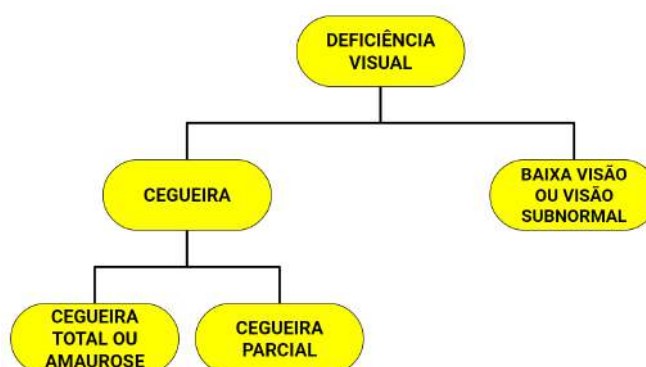 DEFICIÊNCIA
VISUAL
CEGUEIRA
BAIXA VISÃO
OU VISÃO
SUBNORMAL
CEGUEIRA
TOTAL OU
AMAUROSE
CEGUEIRA
PARCIAL